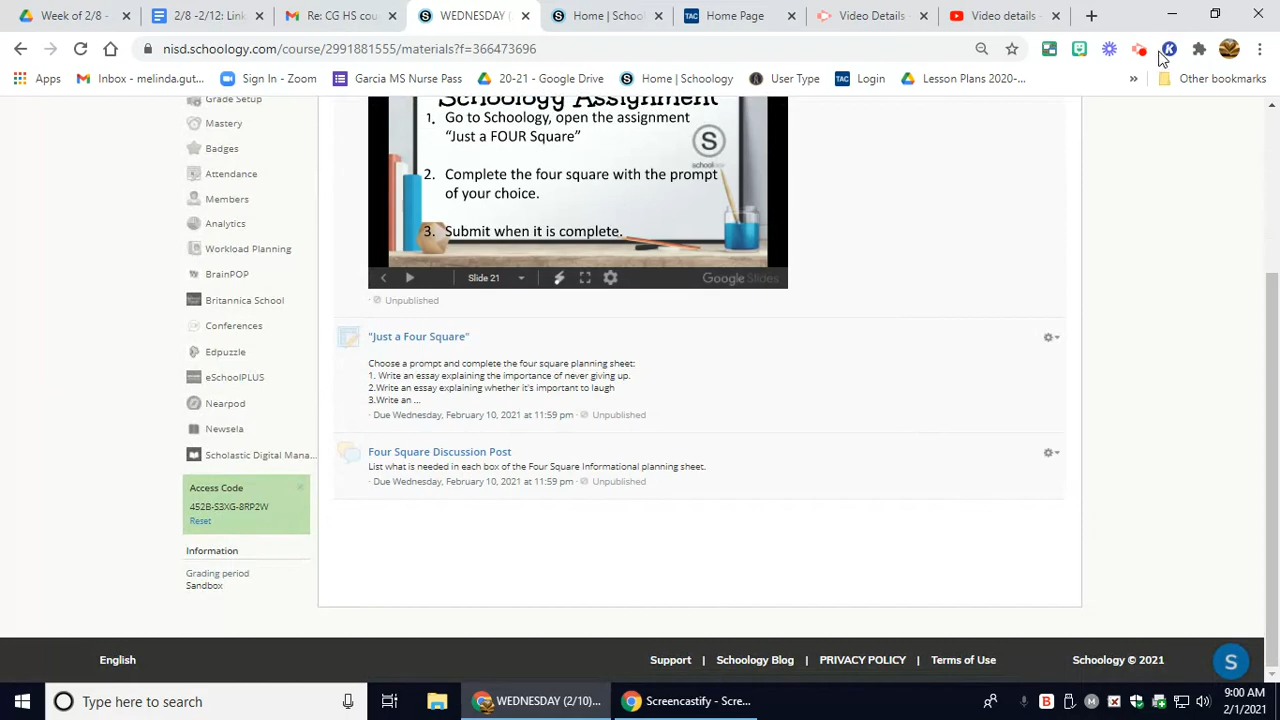 Week of 2/8 -
2/8 -2/12: Lin
Re: CG HS cou
WEDNESDAY (
Home | Schoo
TAC
Home Page
Video Details -
Video details -
nisd.schoology.com/course/2991881555/materials?f=366473696
Apps
Inbox - melinda.gut...
Sign In - Zoom
Garcia MS Nurse Pass
20-21 - Google Drive
Home | Schoology
User Type
TAC
Login
Lesson Plans 2020-...
»
Other bookmarks
Grade Setup
Mastery
Badges
Attendance
Members
Analytics
Workload Planning
BrainPOP
Britannica School
Conferences
Edpuzzle
eSchoolPLUS
Nearpod
Newsela
Scholastic Digital Mana...
Access Code
452B-S3XG-8RP2W
Reset
Information
Grading period
Sandbox
Schoology Assignment
1. Go to Schoology, open the assignment
"Just a FOUR Square"
2. Complete the four square with the prompt
of your choice.
3. Submit when it is complete.
S
schoology
Slide 21
Google Slides
· Unpublished
"Just a Four Square"
Choose a prompt and complete the four square planning sheet:
1. Write an essay explaining the importance of never giving up.
2.Write an essay explaining whether it's important to laugh
3.Write an ...
· Due Wednesday, February 10, 2021 at 11:59 pm · Unpublished
Four Square Discussion Post
List what is needed in each box of the Four Square Informational planning sheet.
· Due Wednesday, February 10, 2021 at 11:59 pm · Unpublished
English
Support | Schoology Blog | PRIVACY POLICY | Terms of Use
Schoology © 2021
S
Type here to search
WEDNESDAY (2/10)...
Screencastify - Scre...
9:00 AM
2/1/2021